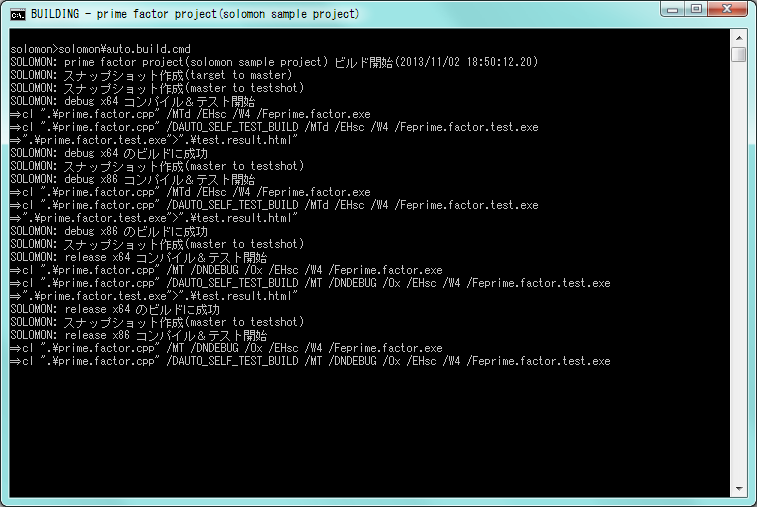 BUILDING - prime factor project(solomon sample project)
solomon>solomon¥auto.build.cmd
SOLOMON: prime factor project(solomon sample project) ビルド開始(2013/11/02 18:50:12.20)
SOLOMON: スナップショット作成(target to master)
SOLOMON: スナップショット作成(master to testshot)
SOLOMON: debug x64 コンパイル＆テスト開始
⇒cl ".¥prime.factor.cpp" /MTd /EHsc /W4 /Feprime.factor.exe
⇒cl ".¥prime.factor.cpp" /DAUTO_SELF_TEST_BUILD /MTd /EHsc /W4 /Feprime.factor.test.exe
⇒".¥prime.factor.test.exe">".¥test.result.html"
SOLOMON: debug x64 のビルドに成功
SOLOMON: スナップショット作成(master to testshot)
SOLOMON: debug x86 コンパイル＆テスト開始
⇒cl ".¥prime.factor.cpp" /MTd /EHsc /W4 /Feprime.factor.exe
⇒cl ".¥prime.factor.cpp" /DAUTO_SELF_TEST_BUILD /MTd /EHsc /W4 /Feprime.factor.test.exe
⇒".¥prime.factor.test.exe">".¥test.result.html"
SOLOMON: debug x86 のビルドに成功
SOLOMON: スナップショット作成(master to testshot)
SOLOMON: release x64 コンパイル＆テスト開始
⇒cl ".¥prime.factor.cpp" /MT /DNDEBUG /Ox /EHsc /W4 /Feprime.factor.exe
⇒cl ".¥prime.factor.cpp" /DAUTO_SELF_TEST_BUILD /MT /DNDEBUG /Ox /EHsc /W4 /Feprime.factor.test.exe
⇒".¥prime.factor.test.exe">".¥test.result.html"
SOLOMON: release x64 のビルドに成功
SOLOMON: スナップショット作成(master to testshot)
SOLOMON: release x86 コンパイル＆テスト開始
⇒cl ".¥prime.factor.cpp" /MT /DNDEBUG /Ox /EHsc /W4 /Feprime.factor.exe
⇒cl ".¥prime.factor.cpp" /DAUTO_SELF_TEST_BUILD /MT /DNDEBUG /Ox /EHsc /W4 /Feprime.factor.test.exe